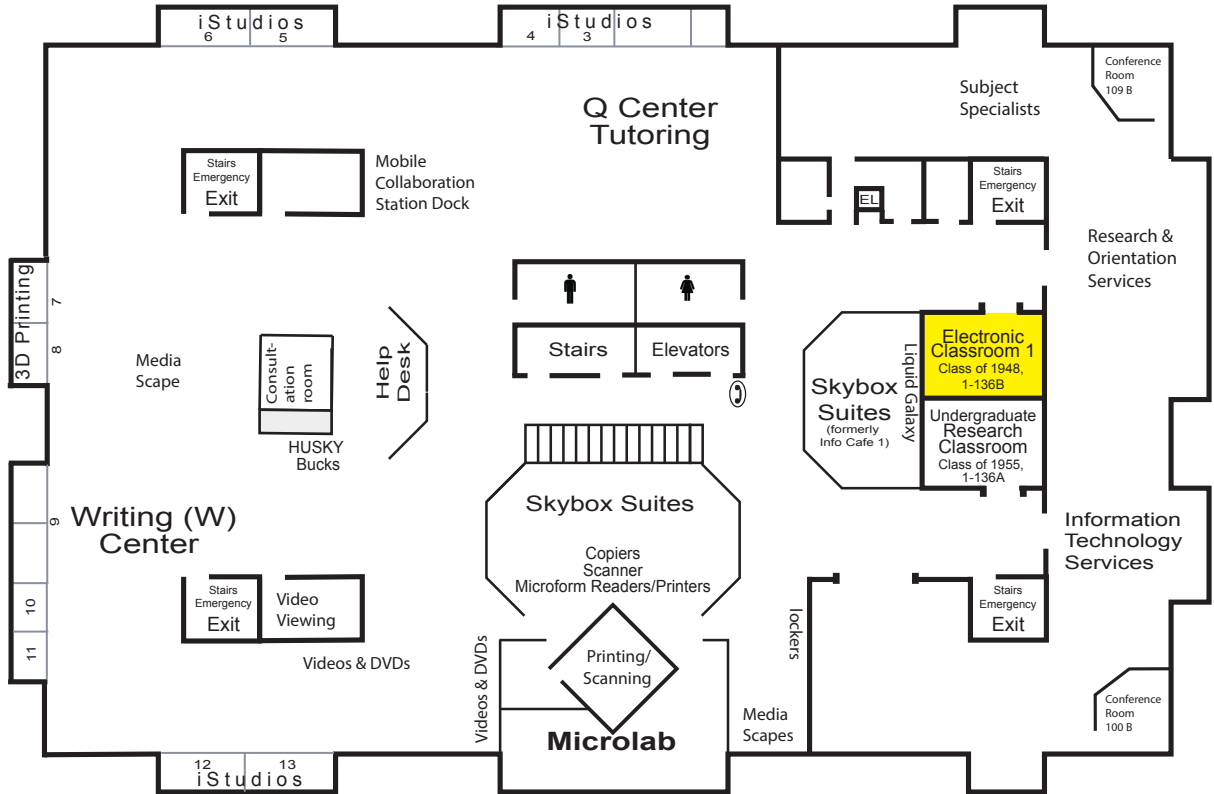 iStudios
6
5
iStudios
4
3
Conference
Room
109 B
Subject
Specialists
Q Center
Tutoring
Stairs
Emergency
Exit
Mobile
Collaboration
Station Dock
EL
Stairs
Emergency
Exit
Research &
Orientation
Services
3D Printing
7
8
Media
Scape
Consult-
ation
room
HUSKY
Bucks
Help
Desk
Stairs
Elevators
Skybox
Suites
(formerly
Info Cafe 1)
Liquid Galaxy
Electronic
Classroom 1
Class of 1948,
1-136B
Undergraduate
Research
Classroom
Class of 1955,
1-136A
Writing (W)
Center
9
10
11
Skybox Suites
Copiers
Scanner
Microform Readers/Printers
Information
Technology
Services
Stairs
Emergency
Exit
Video
Viewing
Videos & DVDs
Videos & DVDs
Printing/
Scanning
Microlab
Media
Scapes
lockers
Stairs
Emergency
Exit
Conference
Room
100 B
12
13
iStudios